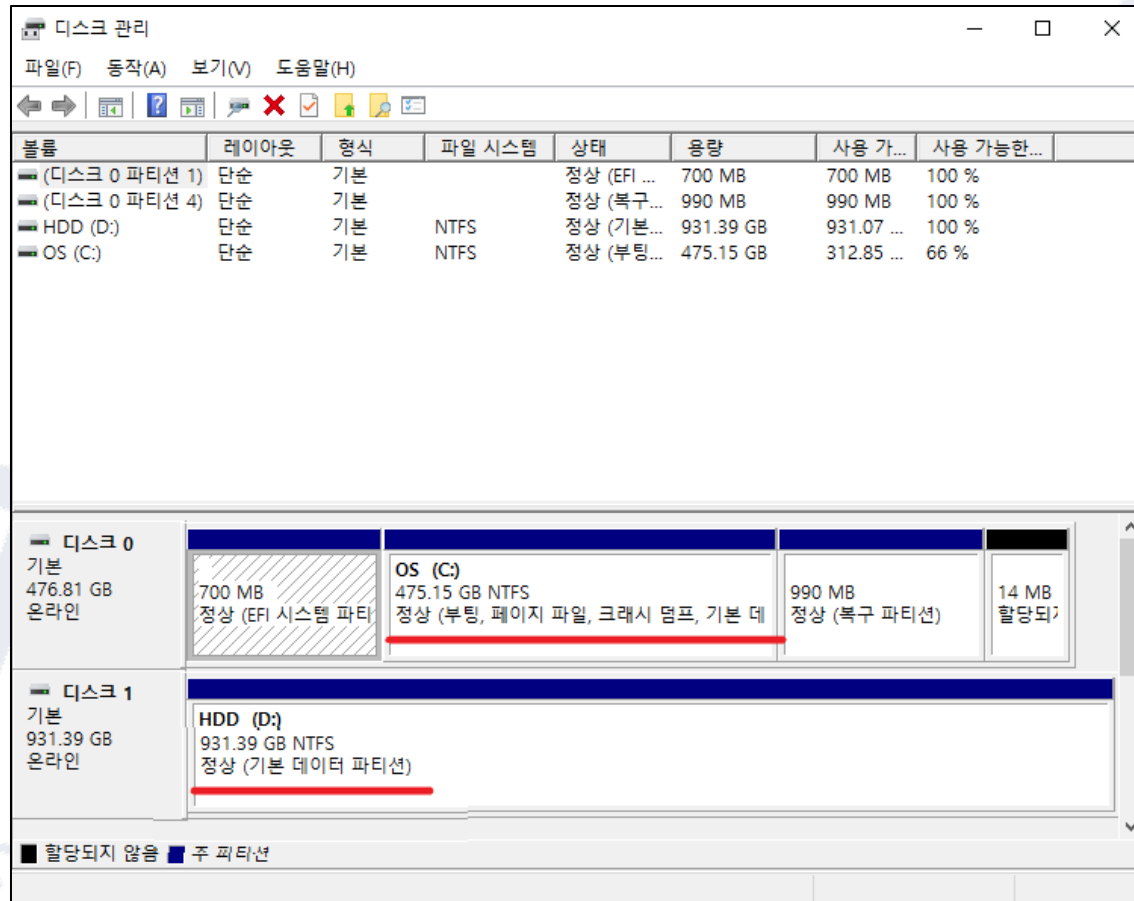 디스크 관리
파일(F) 동작(A) 보기(V) 도움말(H)
볼륨 레이아웃 형식 파일 시스템 상태 용량 사용 가... 사용 가능한...
(디스크 0 파티션 1) 단순 기본 정상 (EFI ... 700 MB 700 MB 100 %
(디스크 0 파티션 4) 단순 기본 정상 (복구... 990 MB 990 MB 100 %
HDD (D:) 단순 기본 NTFS 정상 (기본... 931.39 GB 931.07 ... 100 %
OS (C:) 단순 기본 NTFS 정상 (부팅... 475.15 GB 312.85 ... 66 %
디스크 0
기본
476.81 GB
온라인
700 MB
정상 (EFI 시스템 파티
OS (C:)
475.15 GB NTFS
정상 (부팅, 페이지 파일, 크래시 덤프, 기본 데
990 MB
정상 (복구 파티션)
14 MB
할당되
디스크 1
기본
931.39 GB
온라인
HDD (D:)
931.39 GB NTFS
정상 (기본 데이터 파티션)
할당되지 않음 주 파티션